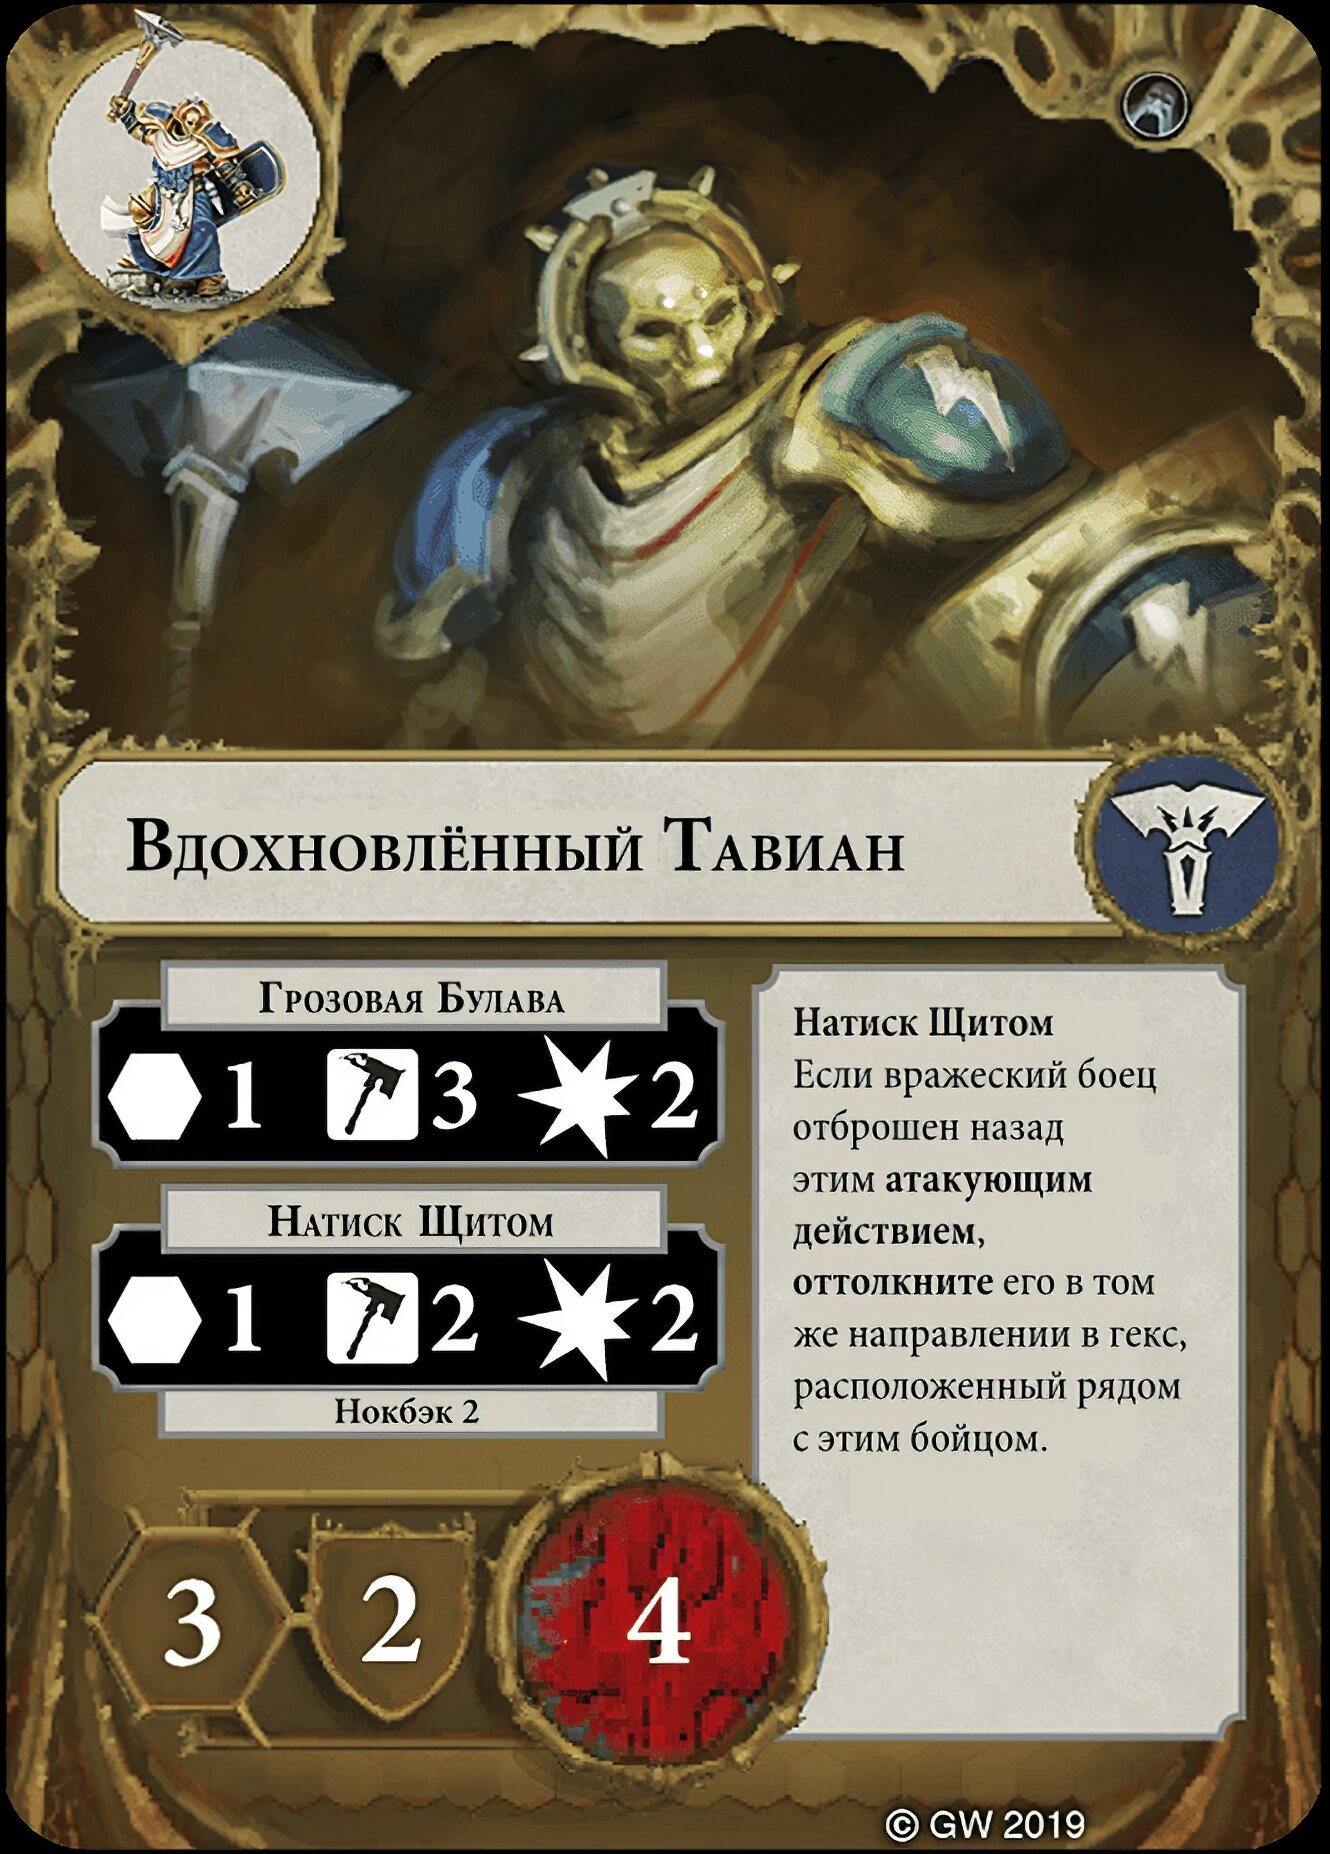 Вдохновлённый Тавиан
Грозовая Булава
1 3 2
Натиск Щитом
1 2 2
Нокбэк 2
3 2 4
Натиск Щитом
Если вражеский боец
отброшен назад
этим атакующим
действием,
оттолкните его в том
же направлении в гекс,
расположенный рядом
с этим бойцом.
© GW 2019